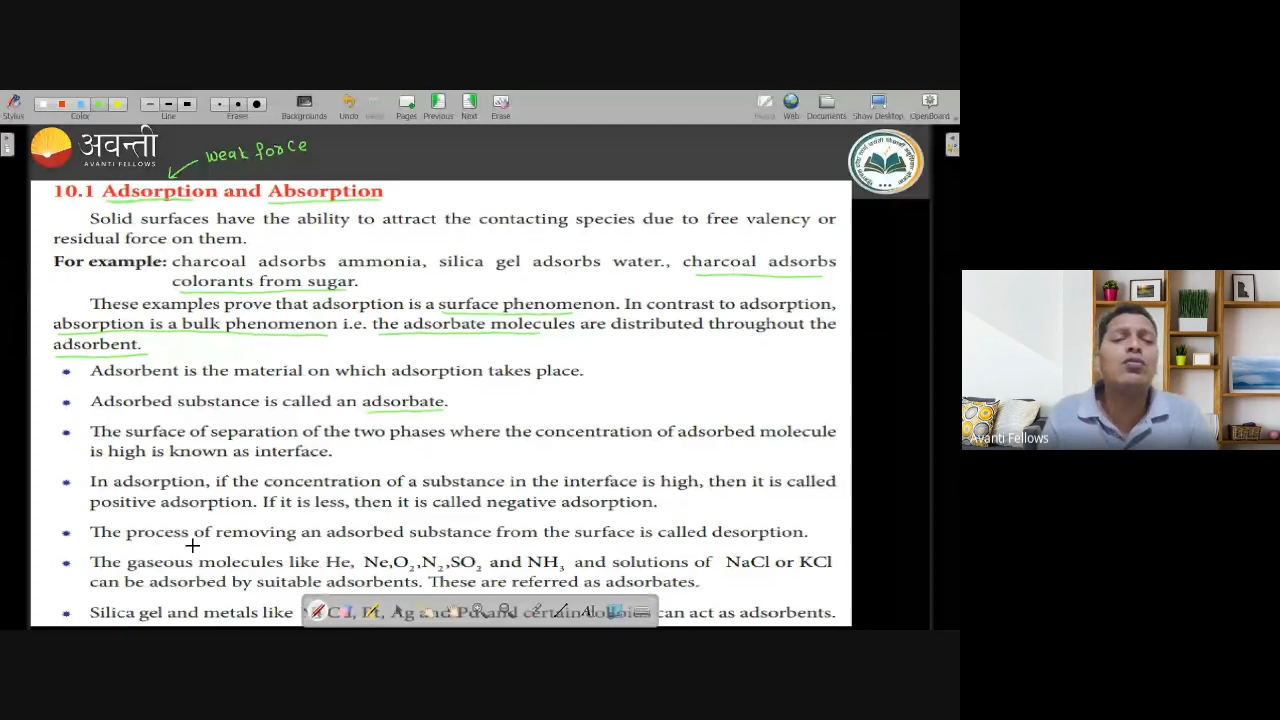 Stylus
Color
Line
Eraser
Backgrounds
Undo
Pages
Previous
Next
Erase
Web
Documents
Show Desktop
OpenBoard
अवन्ती
AVANTI FELLOWS
weak force
10.1 Adsorption and Absorption
Solid surfaces have the ability to attract the contacting species due to free valency or
residual force on them.
For example: charcoal adsorbs ammonia, silica gel adsorbs water., charcoal adsorbs
colorants from sugar.
These examples prove that adsorption is a surface phenomenon. In contrast to adsorption,
absorption is a bulk phenomenon i.e. the adsorbate molecules are distributed throughout the
adsorbent.
Adsorbent is the material on which adsorption takes place.
Adsorbed substance is called an adsorbate.
The surface of separation of the two phases where the concentration of adsorbed molecule
is high is known as interface.
In adsorption, if the concentration of a substance in the interface is high, then it is called
positive adsorption. If it is less, then it is called negative adsorption.
The process of removing an adsorbed substance from the surface is called desorption.
The gaseous molecules like He, Ne,O₂,N₂,SO₂ and NH₃ and solutions of NaCl or KCl
can be adsorbed by suitable adsorbents. These are referred as adsorbates.
Silica gel and metals like Ag and Pd and certain colloids can act as adsorbents.
Avanti Fellows